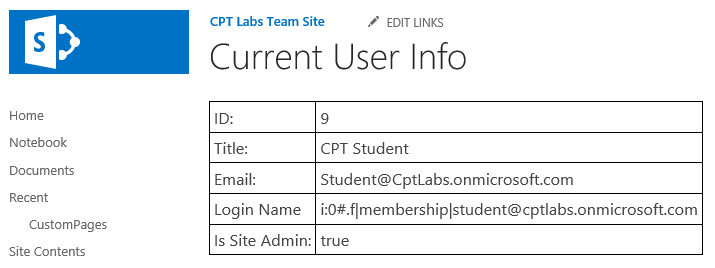 S
CPT Labs Team Site EDIT LINKS
Current User Info
Home
Notebook
Documents
Recent
CustomPages
Site Contents
ID: 9
Title: CPT Student
Email: Student@CptLabs.onmicrosoft.com
Login Name i:0#.f|membership|student@cptlabs.onmicrosoft.com
Is Site Admin: true